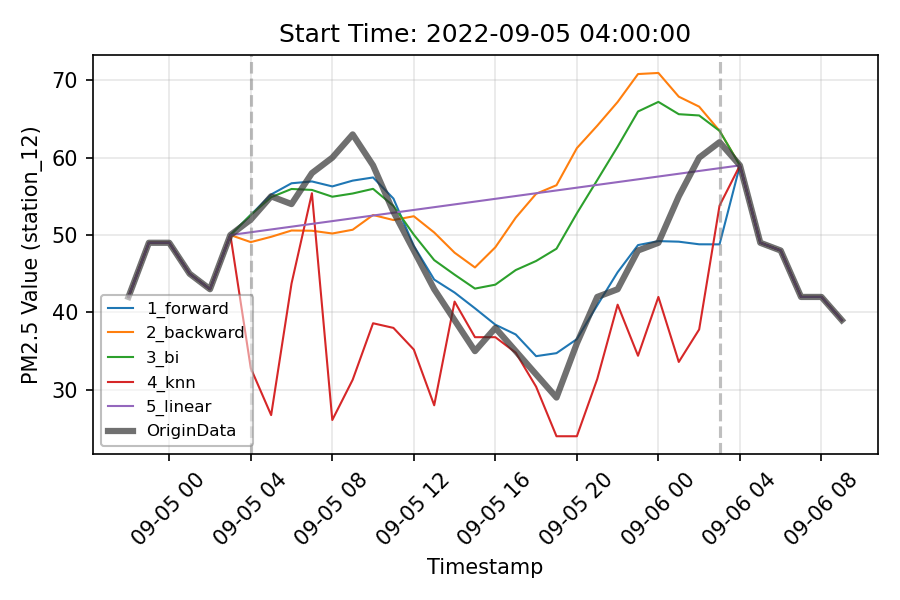 Start Time: 2022-09-05 04:00:00
PM2.5 Value (station_12)
70
60
50
40
30
1_forward
2_backward
3_bi
4_knn
5_linear
OriginData
09-05 00
09-05 04
09-05 08
09-05 12
09-05 16
09-05 20
09-06 00
09-06 04
09-06 08
Timestamp